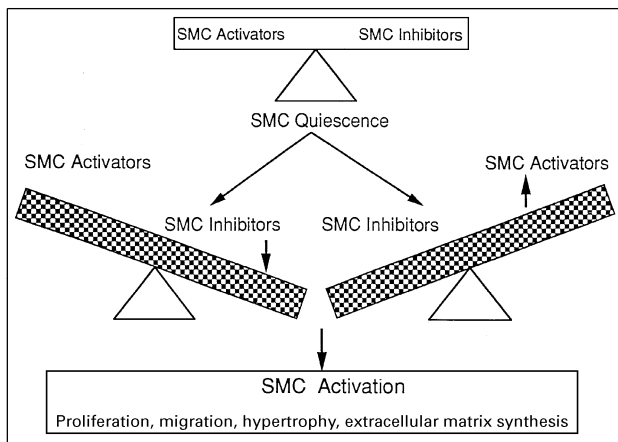 SMC Activators SMC Inhibitors
SMC Quiescence
SMC Activators
SMC Activators
SMC Inhibitors
SMC Inhibitors
SMC Activation
Proliferation, migration, hypertrophy, extracellular matrix synthesis